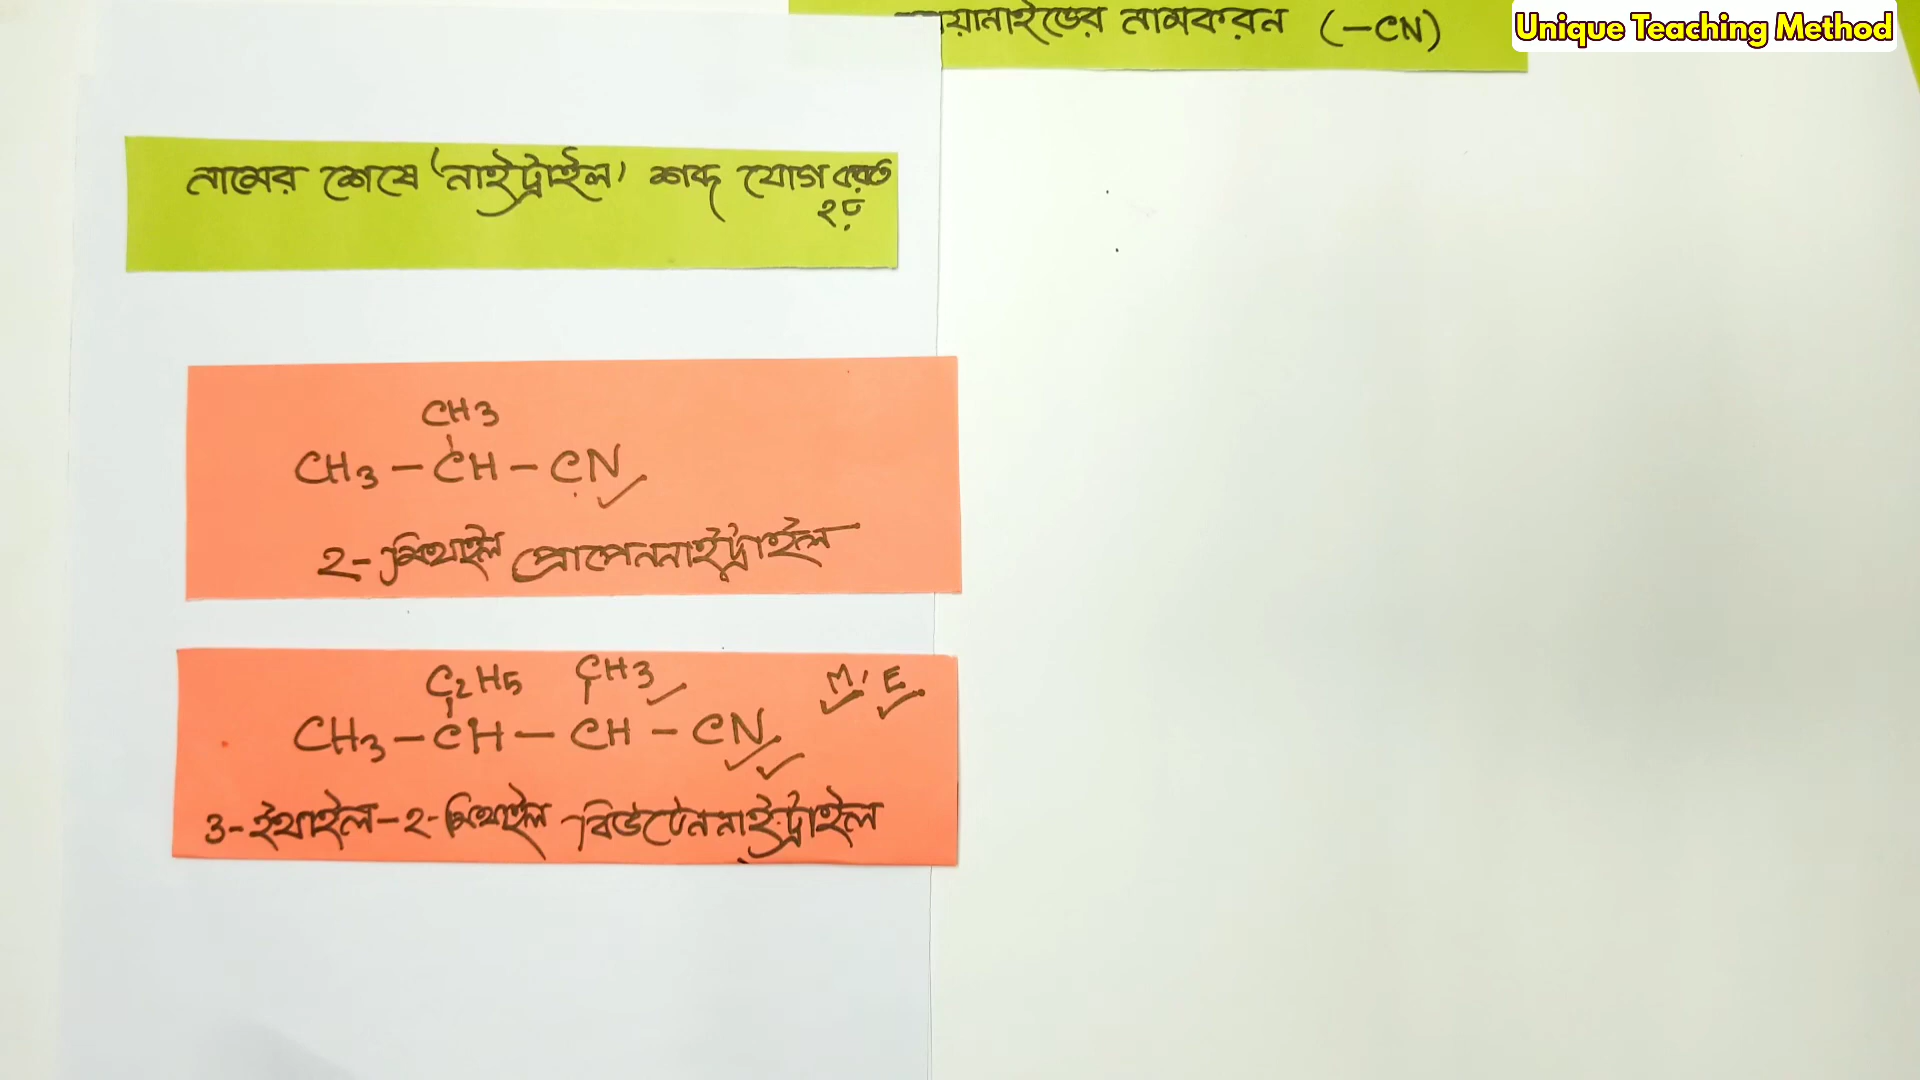 য়ানাইডের নামকরন (-CN)
Unique Teaching Method
নামের শেষে 'নাইট্রাইল' শব্দ যোগ করতে
হয়
CH3
CH3 - CH - CN
2- মিথাইল প্রোপেননাইট্রাইল
C2H5 CH3 M, E
CH3 - CH - CH - CN
3- ইথাইল-2-মিথাইল-বিউটেননাইট্রাইল